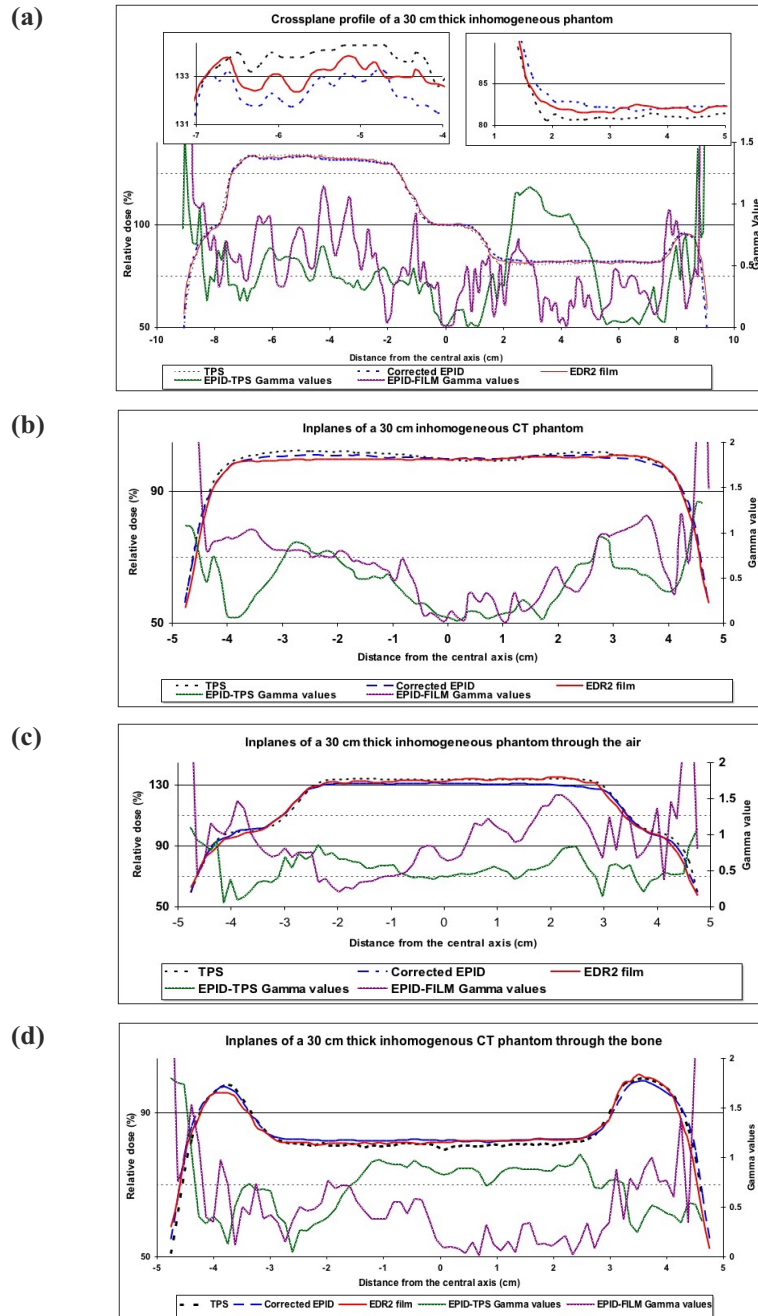 (a)
Crossplane profile of a 30 cm thick inhomogeneous phantom
133
131
-7 -6 -5 -4
85
80
1 2 3 4 5
Relative dose (%)
100
50
1.5
1
0.5
0
Gamma Value
-10 -8 -6 -4 -2 0 2 4 6 8 10
Distance from the central axis (cm)
TPS Corrected EPID EDR2 film
EPID-TPS Gamma values EPID-FILM Gamma values
(b)
Inplanes of a 30 cm inhomogeneous CT phantom
Relative dose (%)
90
50
2
1.5
1
0.5
0
Gamma value
-5 -4 -3 -2 -1 0 1 2 3 4 5
Distance from the central axis (cm)
TPS Corrected EPID EDR2 film
EPID-TPS Gamma values EPID-FILM Gamma values
(c)
Inplanes of a 30 cm thick inhomogeneous phantom through the air
Relative dose (%)
130
90
50
2
1.5
1
0.5
0
Gamma value
-5 -4 -3 -2 -1 0 1 2 3 4 5
Distance from the central axis (cm)
TPS Corrected EPID EDR2 film
EPID-TPS Gamma values EPID-FILM Gamma values
(d)
Inplanes of a 30 cm thick inhomogenous CT phantom through the bone
Relative dose (%)
90
50
2
1.5
1
0.5
0
Gamma values
-5 -4 -3 -2 -1 0 1 2 3 4 5
Distance from the central axis (cm)
TPS Corrected EPID EDR2 film EPID-TPS Gamma values EPID-FILM Gamma values